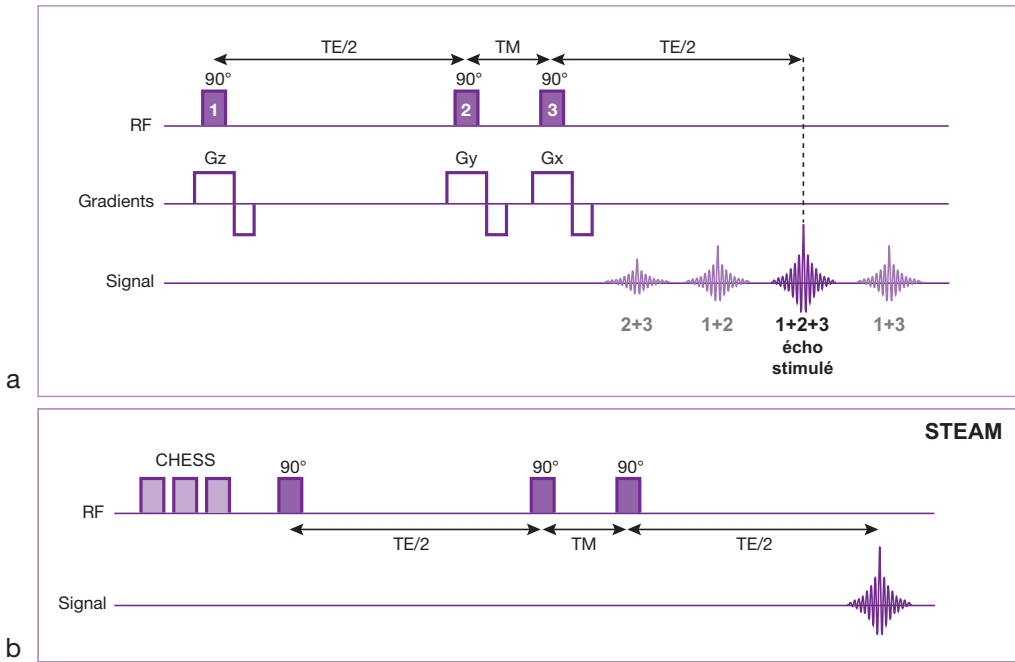 TE/2 TM TE/2
90° 90° 90°
1 2 3
RF
Gz Gy Gx
Gradients
Signal
2+3 1+2 1+2+3 1+3
écho
stimulé
a
STEAM
CHESS
90° 90° 90°
RF
TE/2 TM TE/2
Signal
b